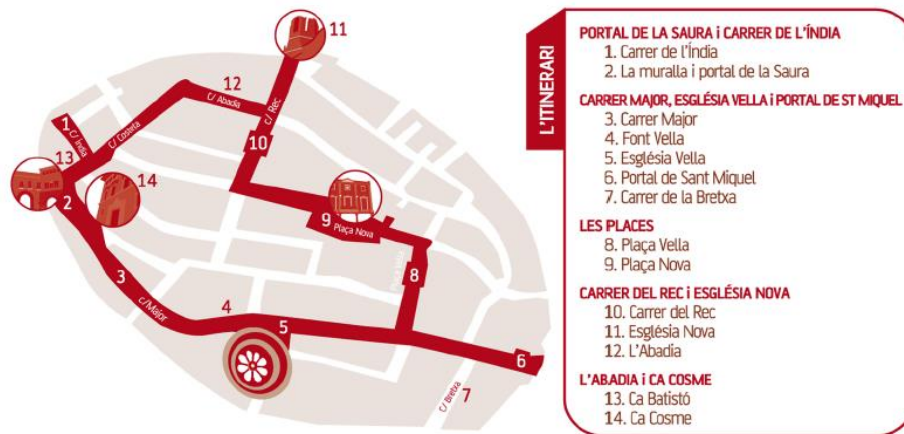 11
12
c/ Abadia
c/ Rec
1
c/ Índia
c/ Costeta
10
13
14
2
9 Plaça Nova
8
3
c/Major
4
5
6
7
c/ Bretxa
L'ITINERARI
PORTAL DE LA SAURA i CARRER DE L'ÍNDIA
1. Carrer de l'Índia
2. La muralla i portal de la Saura
CARRER MAJOR, ESGLÉSIA VELLA i PORTAL DE ST MIQUEL
3. Carrer Major
4. Font Vella
5. Església Vella
6. Portal de Sant Miquel
7. Carrer de la Bretxa
LES PLACES
8. Plaça Vella
9. Plaça Nova
CARRER DEL REC i ESGLÉSIA NOVA
10. Carrer del Rec
11. Església Nova
12. L'Abadia
L'ABADIA i CA COSME
13. Ca Batistó
14. Ca Cosme